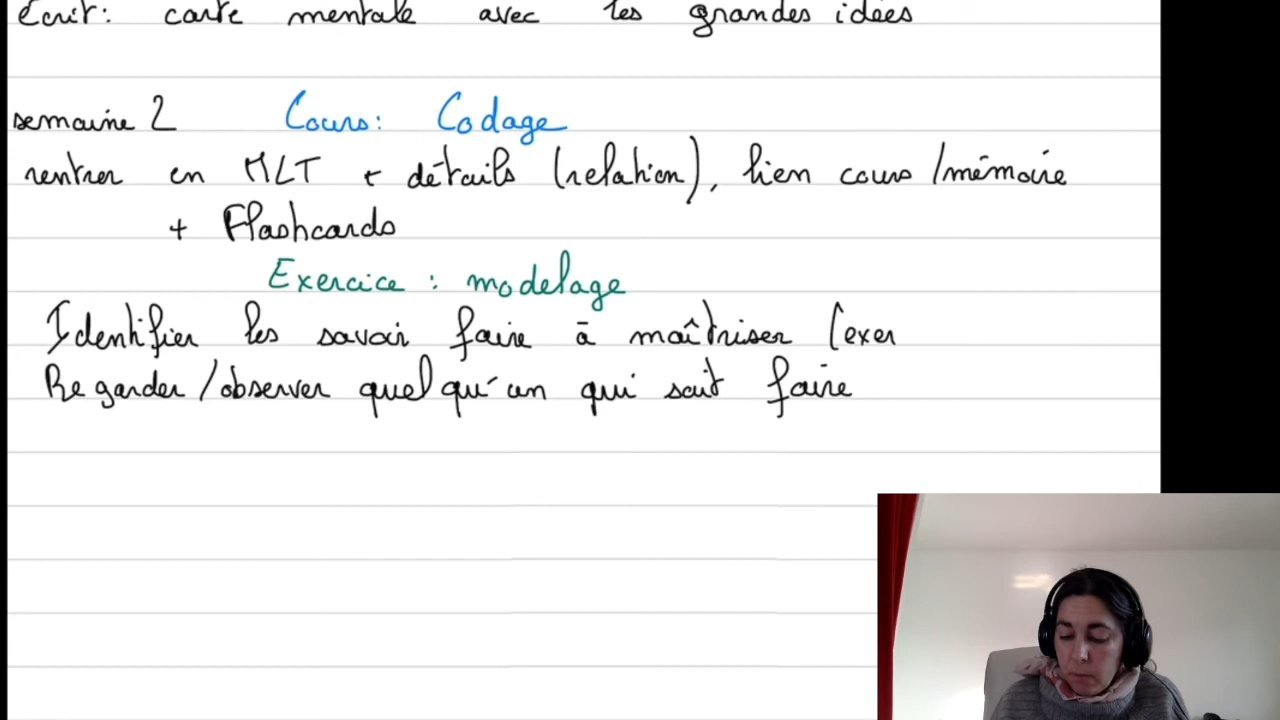 Écrit: carte mentale avec les grandes idées
semaine 2 Cours: Codage
rentrer en MLT + détails (relation), lien cours/mémoire
+ Flashcards
Exercice : modelage
Identifier les savoir faire à maîtriser (exer
Regarder/observer quelqu'un qui sait faire